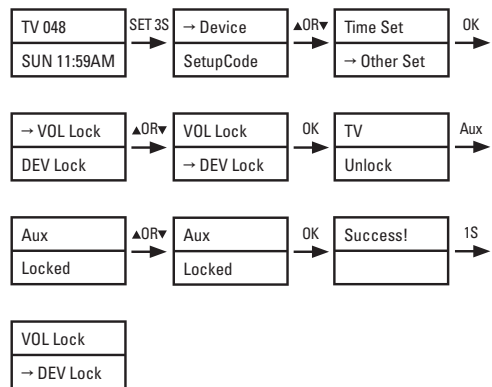 TV 048
SUN 11:59AM
SET 3S
→ Device
SetupCode
▲OR▼
Time Set
→ Other Set
OK
→ VOL Lock
DEV Lock
▲OR▼
VOL Lock
→ DEV Lock
OK
TV
Unlock
Aux
Aux
Locked
▲OR▼
Aux
Locked
OK
Success!
1S
VOL Lock
→ DEV Lock